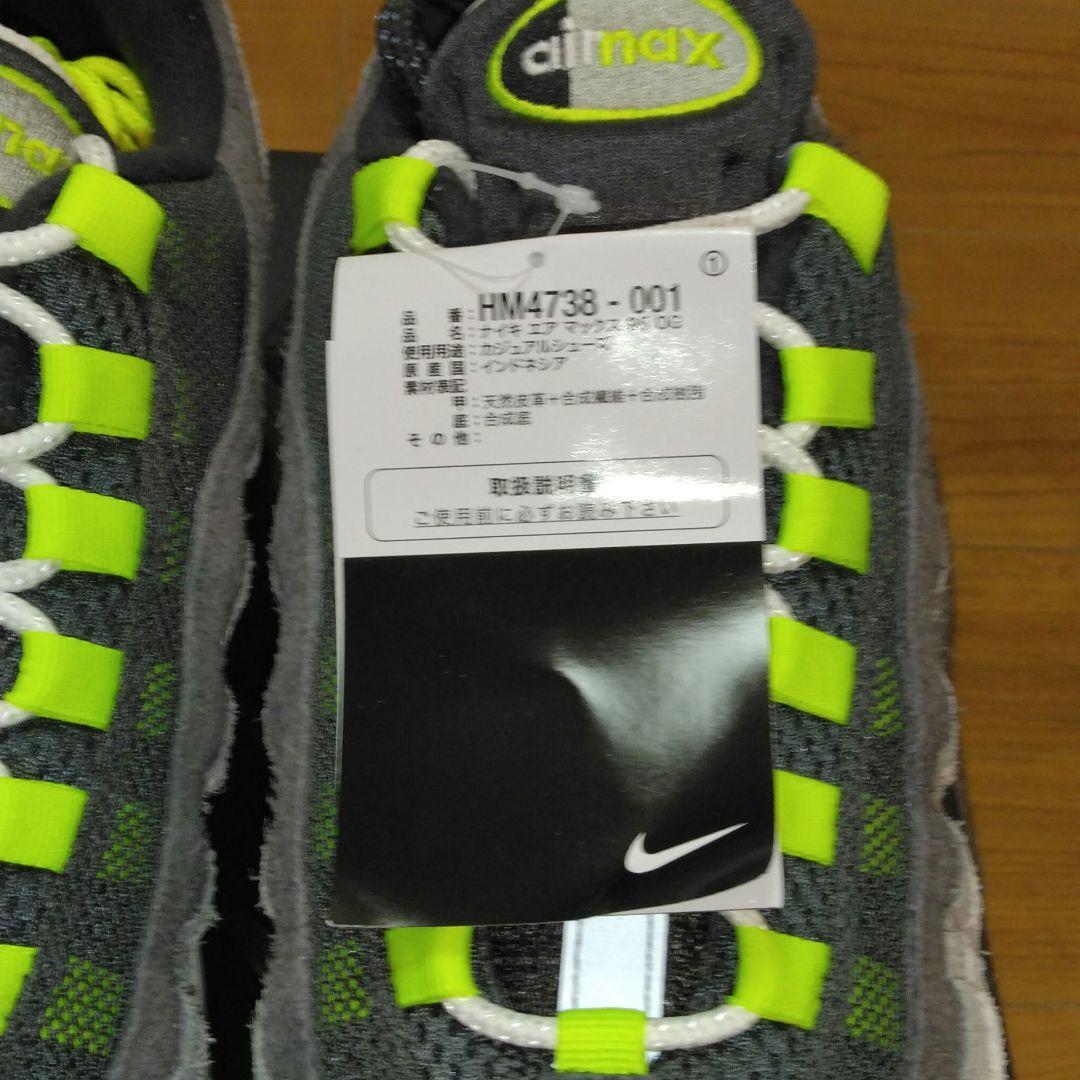 airmax
①
品 番：HM4738 - 001
品 名：ナイキ エア マックス 95 OG
使用/用途：カジュアルシューズ
原 産 国：インドネシア
素材表記
甲：天然皮革＋合成繊維＋合成樹脂
底：合成底
そ の 他：
取扱説明書
ご使用前に必ずお読み下さい